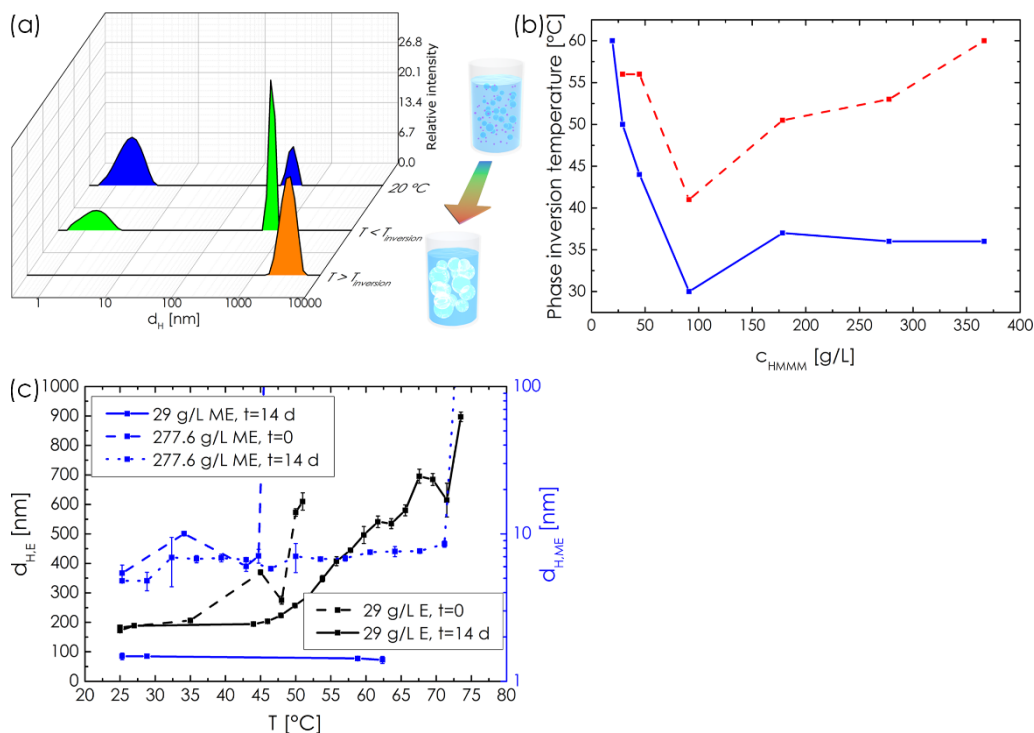 (a)
26.8
20.1
13.4
6.7
0.0
Relative intensity
20 °C
T < Tinversion
T > Tinversion
1
10
100
1000
10000
dH [nm]
(b)
Phase inversion temperature [°C]
60
55
50
45
40
35
30
0
50
100
150
200
250
300
350
400
cHMMM [g/L]
(c)
1000
900
800
700
600
500
400
300
200
100
0
dH,E [nm]
29 g/L ME, t=14 d
277.6 g/L ME, t=0
277.6 g/L ME, t=14 d
29 g/L E, t=0
29 g/L E, t=14 d
100
10
1
dH,ME [nm]
20
25
30
35
40
45
50
55
60
65
70
75
80
T [°C]